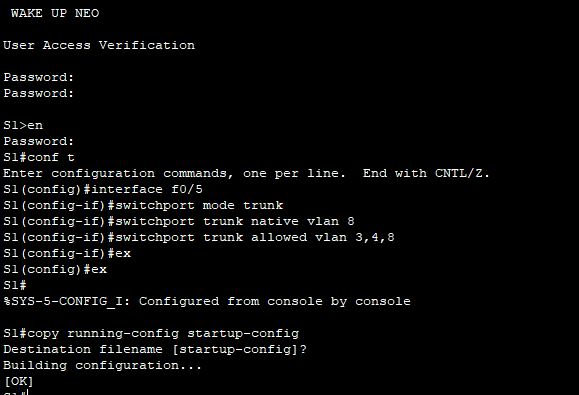 WAKE UP NEO
User Access Verification
Password:
Password:
S1>en
Password:
S1#conf t
Enter configuration commands, one per line.  End with CNTL/Z.
S1(config)#interface f0/5
S1(config-if)#switchport mode trunk
S1(config-if)#switchport trunk native vlan 8
S1(config-if)#switchport trunk allowed vlan 3,4,8
S1(config-if)#ex
S1(config)#ex
S1#
%SYS-5-CONFIG_I: Configured from console by console
S1#copy running-config startup-config
Destination filename [startup-config]?
Building configuration...
[OK]
S1#